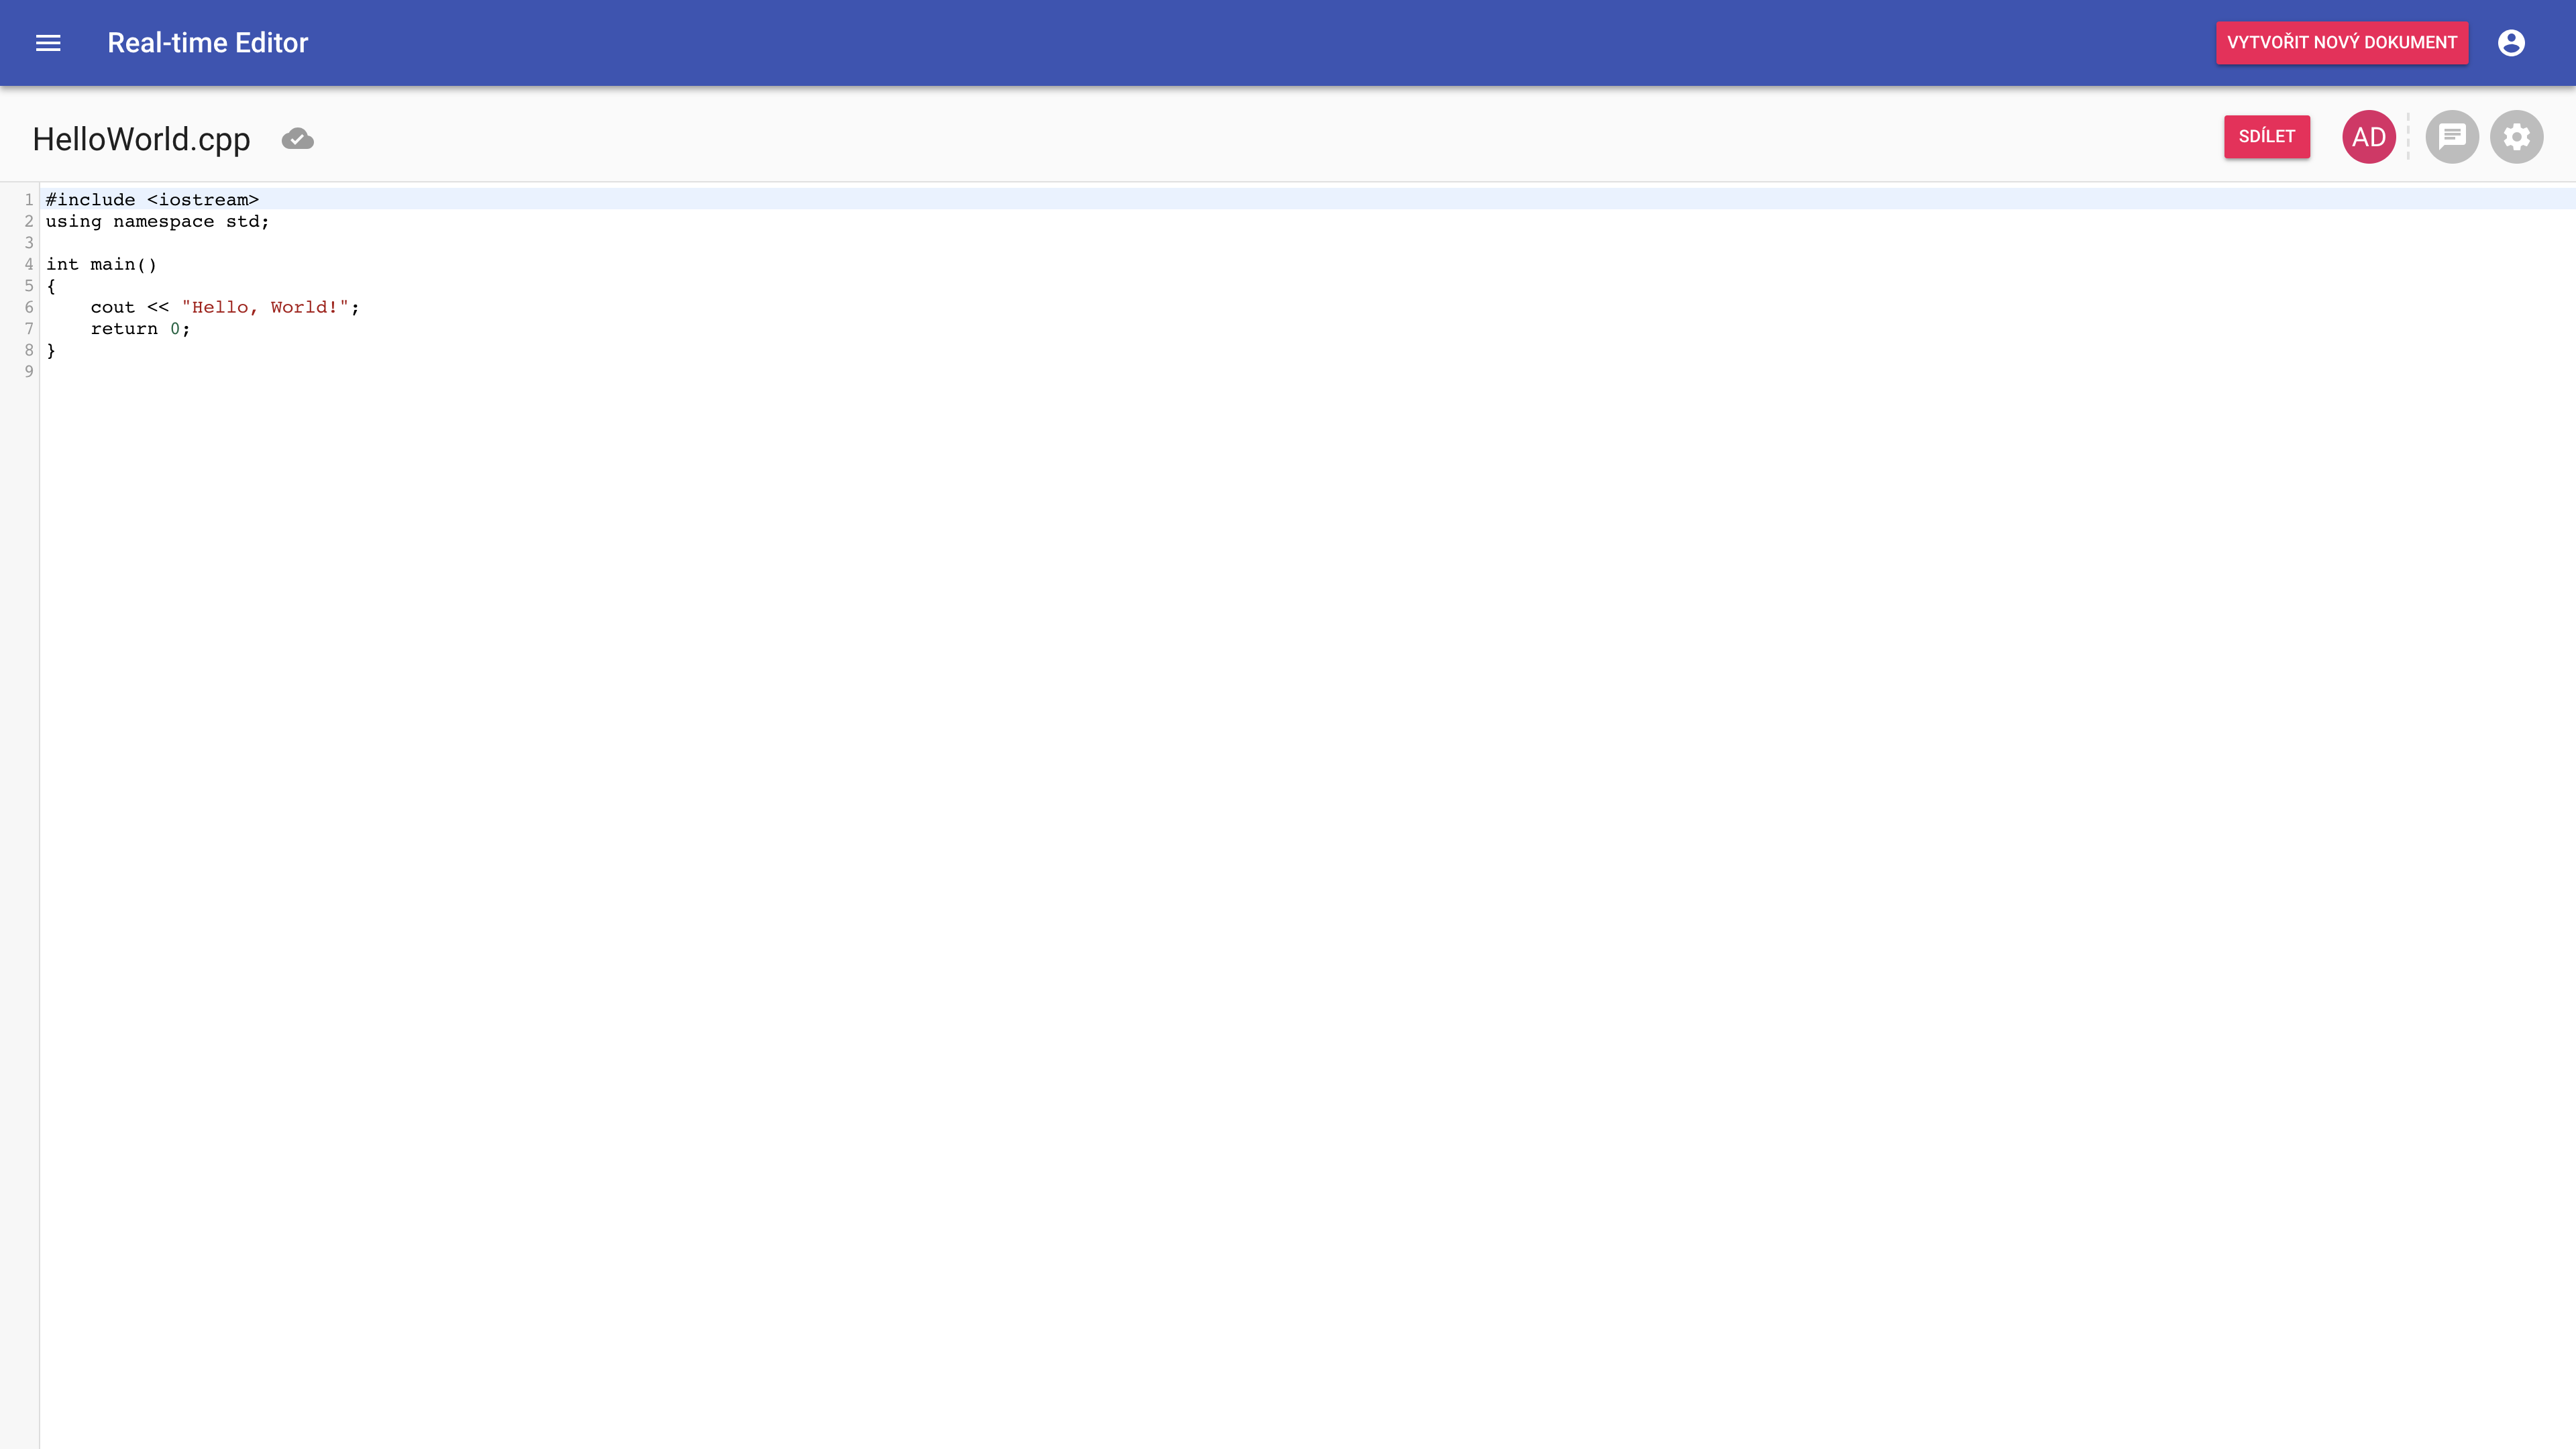 Real-time Editor
VYTVOŘIT NOVÝ DOKUMENT
HelloWorld.cpp
SDÍLET
AD
1 #include <iostream>
2 using namespace std;
3
4 int main()
5 {
6     cout << "Hello, World!";
7     return 0;
8 }
9